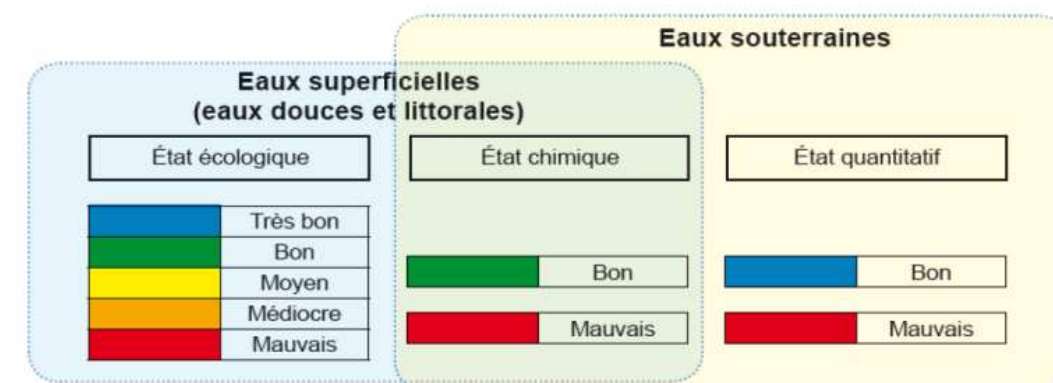 Eaux souterraines
Eaux superficielles
(eaux douces et littorales)
État écologique
État chimique
État quantitatif
Très bon
Bon
Moyen
Médiocre
Mauvais
Bon
Mauvais
Bon
Mauvais